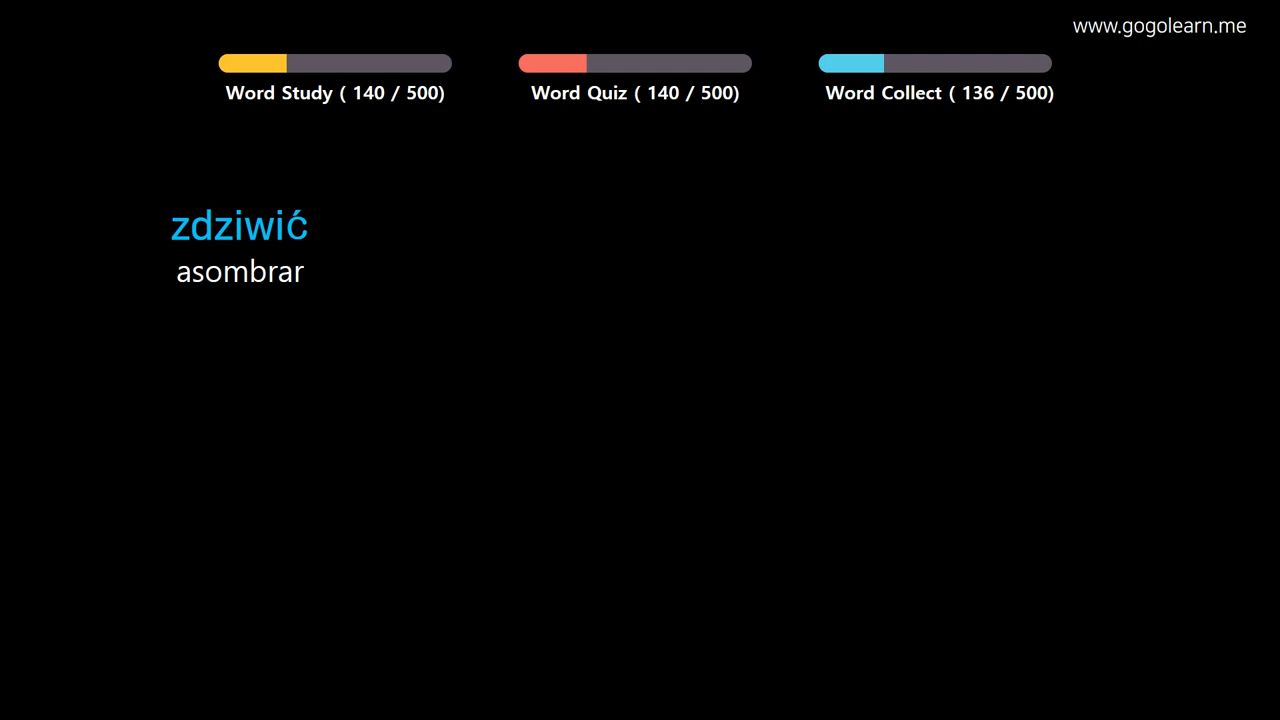 www.gogolearn.me
Word Study ( 140 / 500)
Word Quiz ( 140 / 500)
Word Collect ( 136 / 500)
zdziwić
asombrar